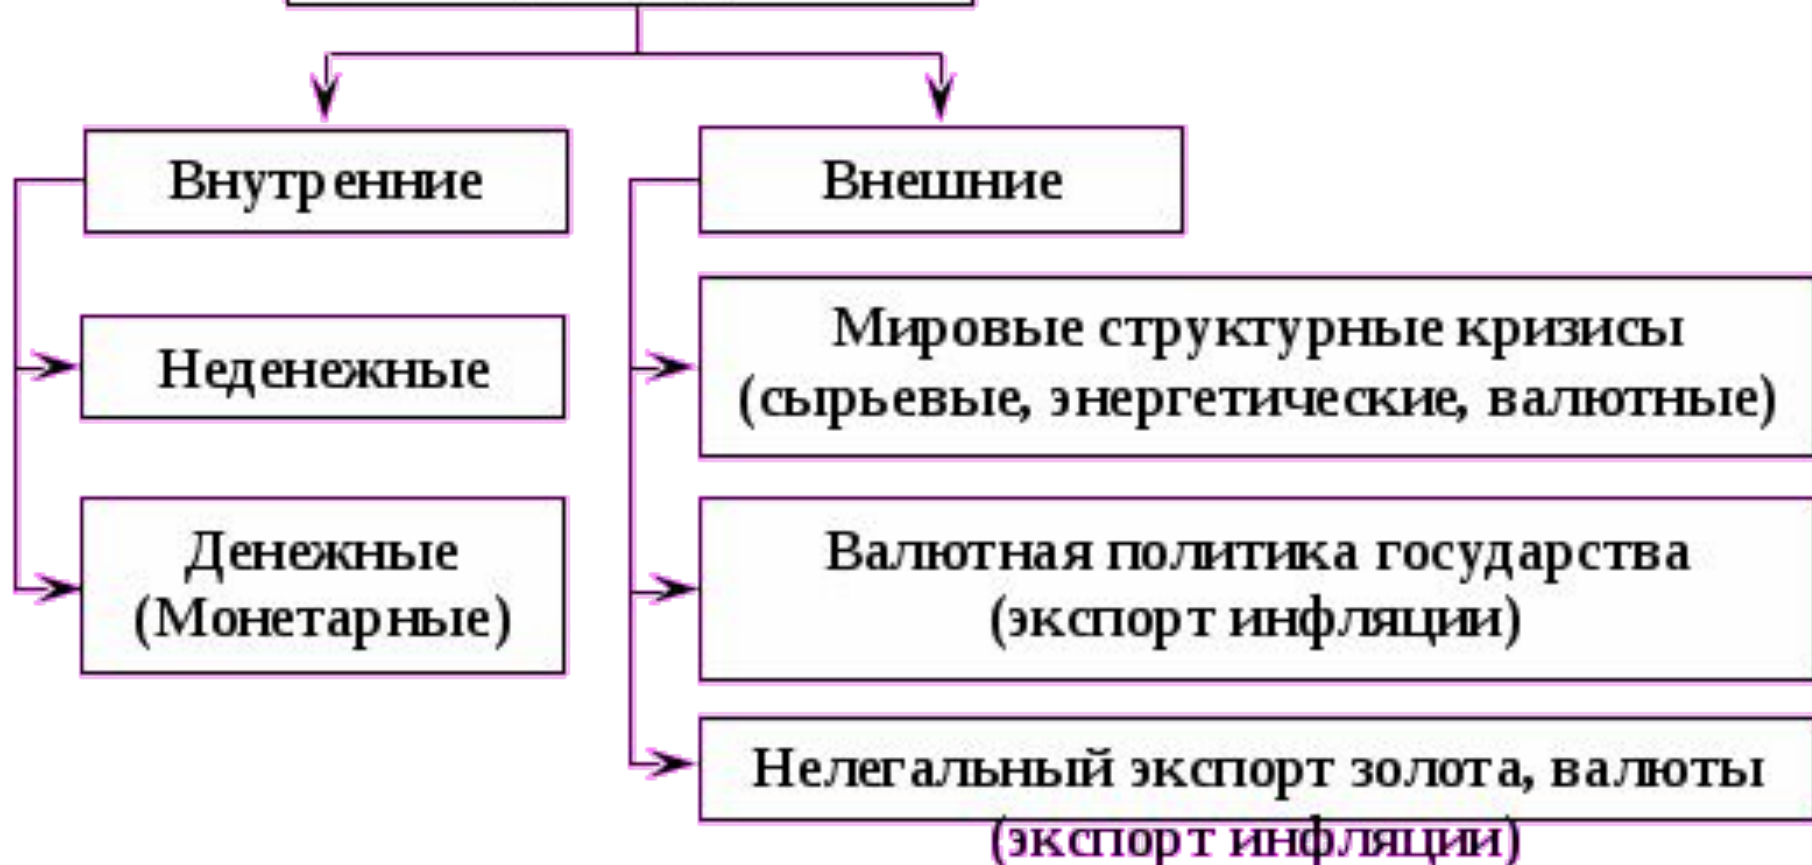 Внутренние
Внешние
Неденежные
Мировые структурные кризисы
(сырьевые, энергетические, валютные)
Денежные
(Монетарные)
Валютная политика государства
(экспорт инфляции)
Нелегальный экспорт золота, валюты
(экспорт инфляции)